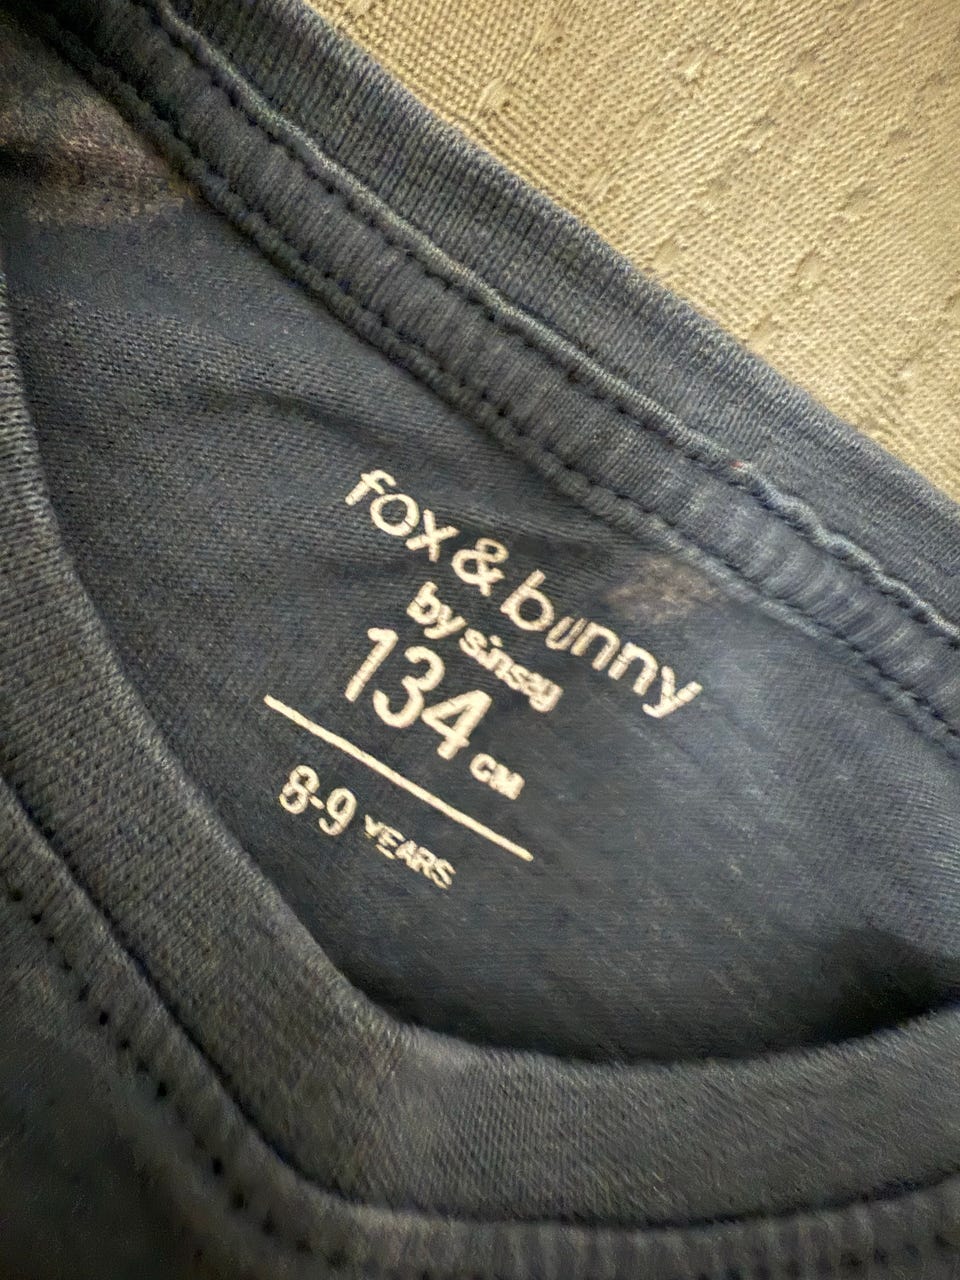 fox & bunny
by sinsay
134 CM
8-9 YEARS